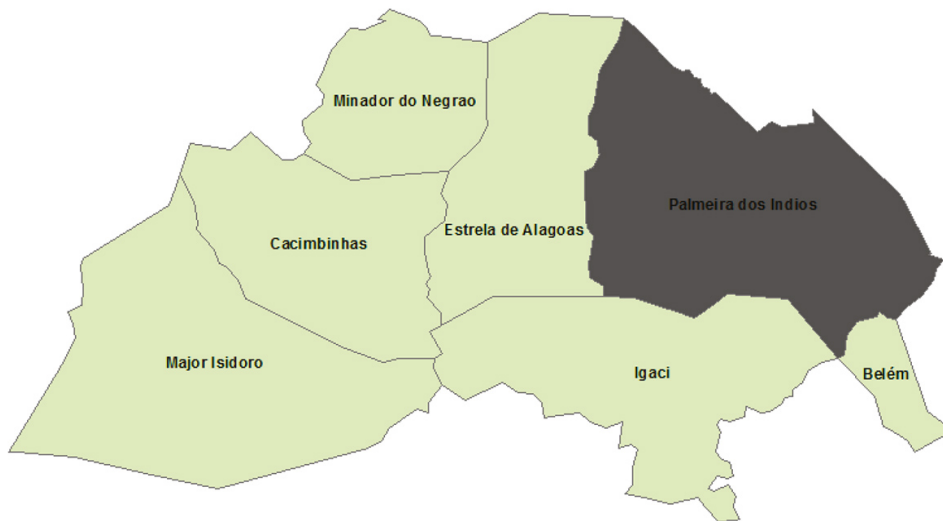 Minador do Negrao
Palmeira dos Indios
Estrela de Alagoas
Cacimbinhas
Major Isidoro
Igaci
Belém